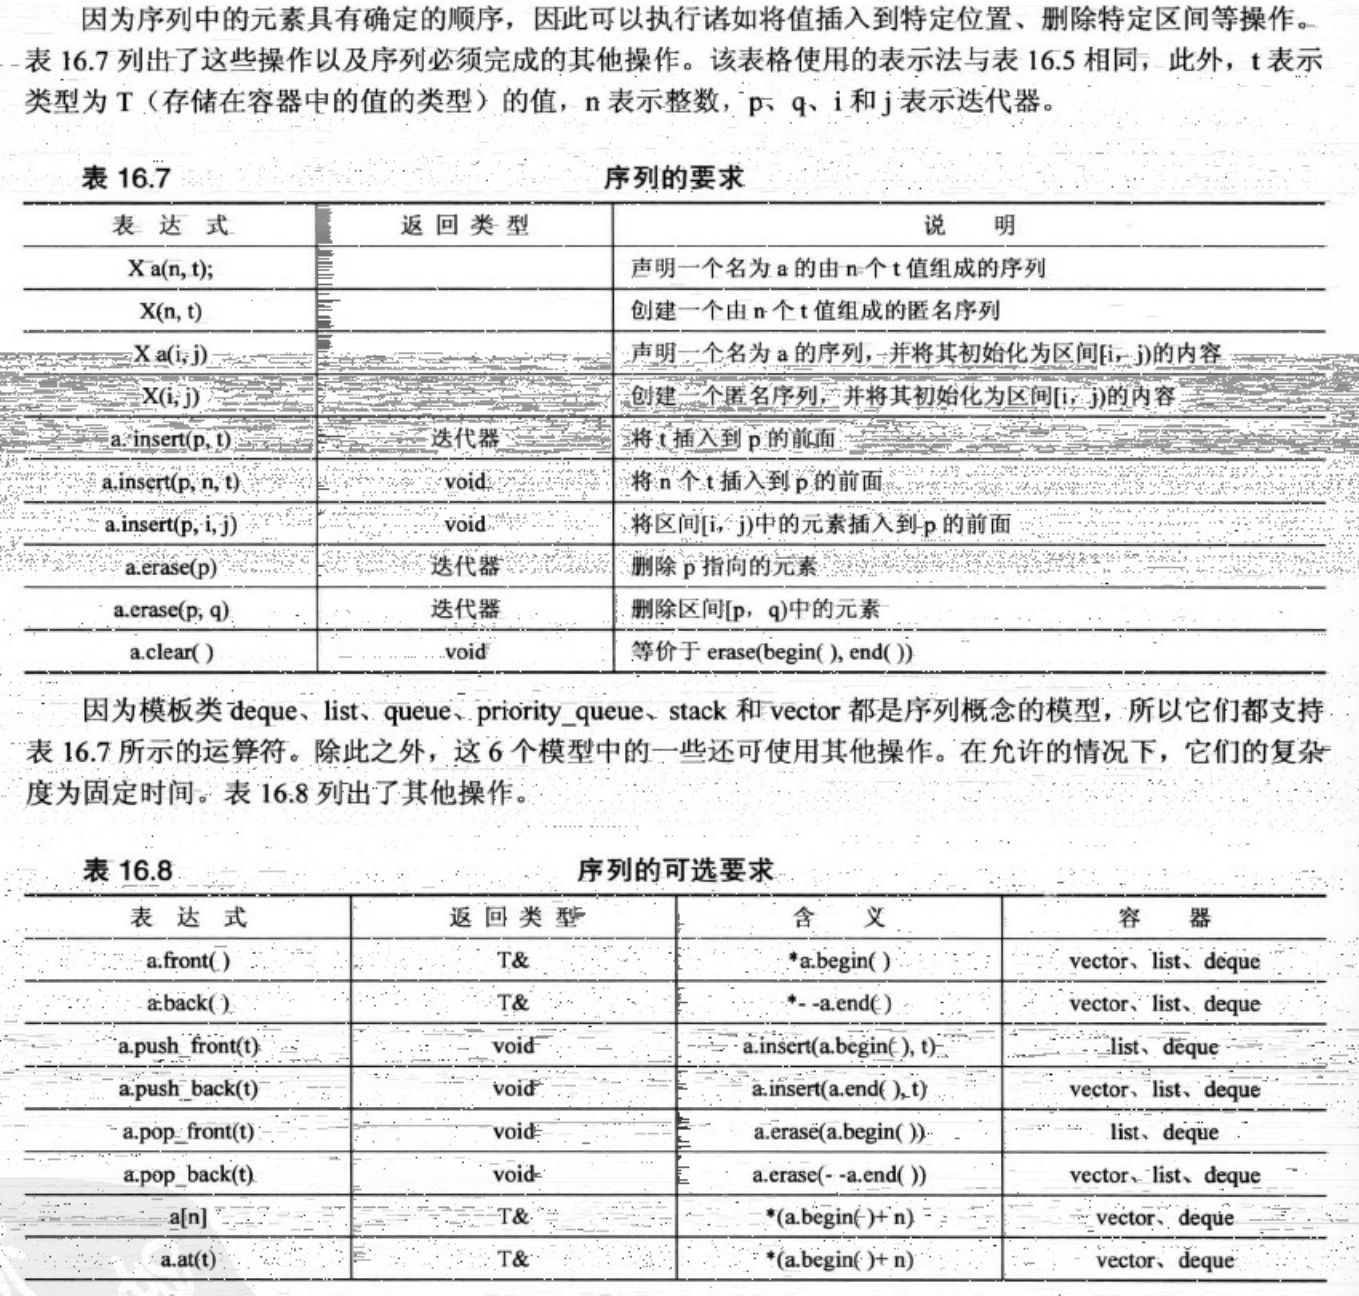 因为序列中的元素具有确定的顺序，因此可以执行诸如将值插入到特定位置、删除特定区间等操作。
表 16.7 列出了这些操作以及序列必须完成的其他操作。该表格使用的表示法与表 16.5 相同，此外，t 表示
类型为 T（存储在容器中的值的类型）的值，n 表示整数，p、q、i 和 j 表示迭代器。
表 16.7 序列的要求
表达式 返回类型 说明
X a(n, t); 声明一个名为 a 的由 n 个 t 值组成的序列
X(n, t) 创建一个由 n 个 t 值组成的匿名序列
X a(i, j) 声明一个名为 a 的序列，并将其初始化为区间[i，j)的内容
X(i, j) 创建一个匿名序列，并将其初始化为区间[i，j)的内容
a. insert(p, t) 迭代器 将 t 插入到 p 的前面
a.insert(p, n, t) void 将 n 个 t 插入到 p 的前面
a.insert(p, i, j) void 将区间[i，j)中的元素插入到 p 的前面
a.erase(p) 迭代器 删除 p 指向的元素
a.erase(p, q) 迭代器 删除区间[p，q)中的元素
a.clear( ) void 等价于 erase(begin( ), end( ))
因为模板类 deque、list、queue、priority_queue、stack 和 vector 都是序列概念的模型，所以它们都支持
表 16.7 所示的运算符。除此之外，这 6 个模型中的一些还可使用其他操作。在允许的情况下，它们的复杂
度为固定时间。表 16.8 列出了其他操作。
表 16.8 序列的可选要求
表达式 返回类型 含义 容器
a.front( ) T& *a.begin( ) vector、list、deque
a.back( ) T& *- -a.end( ) vector、list、deque
a.push_front(t) void a.insert(a.begin( ), t) list、deque
a.push_back(t) void a.insert(a.end( ), t) vector、list、deque
a.pop_front(t) void a.erase(a.begin( )) list、deque
a.pop_back(t) void a.erase(- -a.end( )) vector、list、deque
a[n] T& *(a.begin( )+ n) vector、deque
a.at(t) T& *(a.begin( )+ n) vector、deque